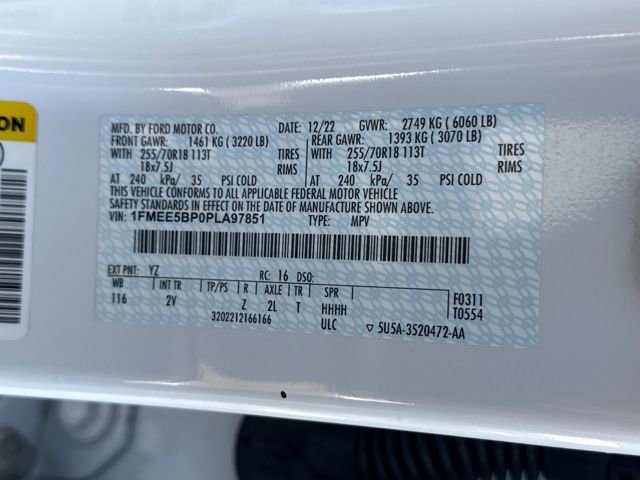 ION
MFD. BY FORD MOTOR CO. DATE: 12/22 GVWR: 2749 KG ( 6060 LB)
FRONT GAWR: 1461 KG ( 3220 LB) REAR GAWR: 1393 KG ( 3070 LB)
WITH 255/70R18 113T TIRES WITH 255/70R18 113T TIRES
18x7.5J RIMS 18x7.5J RIMS
AT 240 kPa/ 35 PSI COLD AT 240 kPa/ 35 PSI COLD
THIS VEHICLE CONFORMS TO ALL APPLICABLE FEDERAL MOTOR VEHICLE
SAFETY STANDARDS IN EFFECT ON THE DATE OF MANUFACTURE SHOWN ABOVE.
VIN: 1FMEE5BP0PLA97851 TYPE: MPV
EXT PNT: YZ RC: 16 DSO:
WB INT TR TP/PS R AXLE TR SPR F0311
116 2V Z 2L T HHHH T0554
3202212166166 ULC ▽ 5U5A-3520472-AA